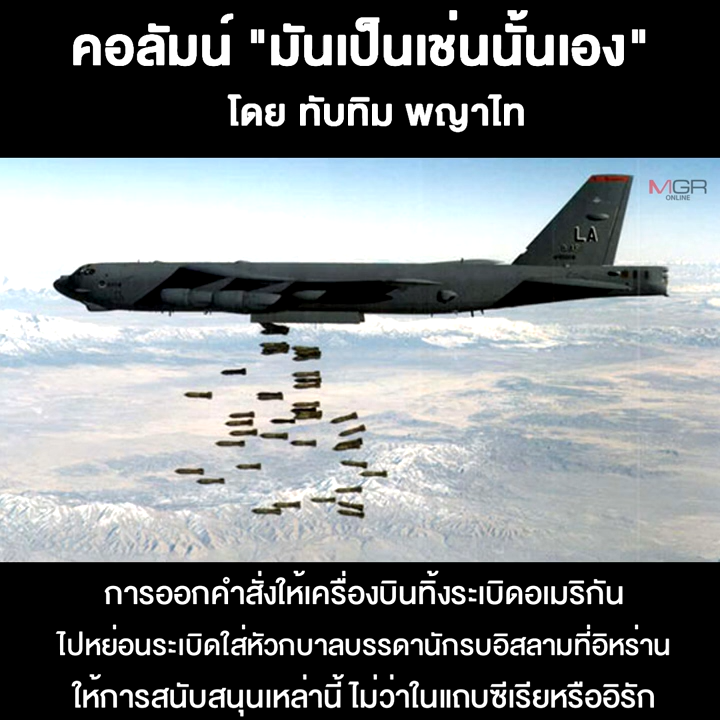 คอลัมน์ "มันเป็นเช่นนั้นเอง"
โดย ทับทิม พญาไท
MGR
ONLINE
LA
การออกคำสั่งให้เครื่องบินทิ้งระเบิดอเมริกัน
ไปหย่อนระเบิดใส่หัวกบาลบรรดานักรบอิสลามที่อิหร่าน
ให้การสนับสนุนเหล่านี้ ไม่ว่าในแถบซีเรียหรืออิรัก